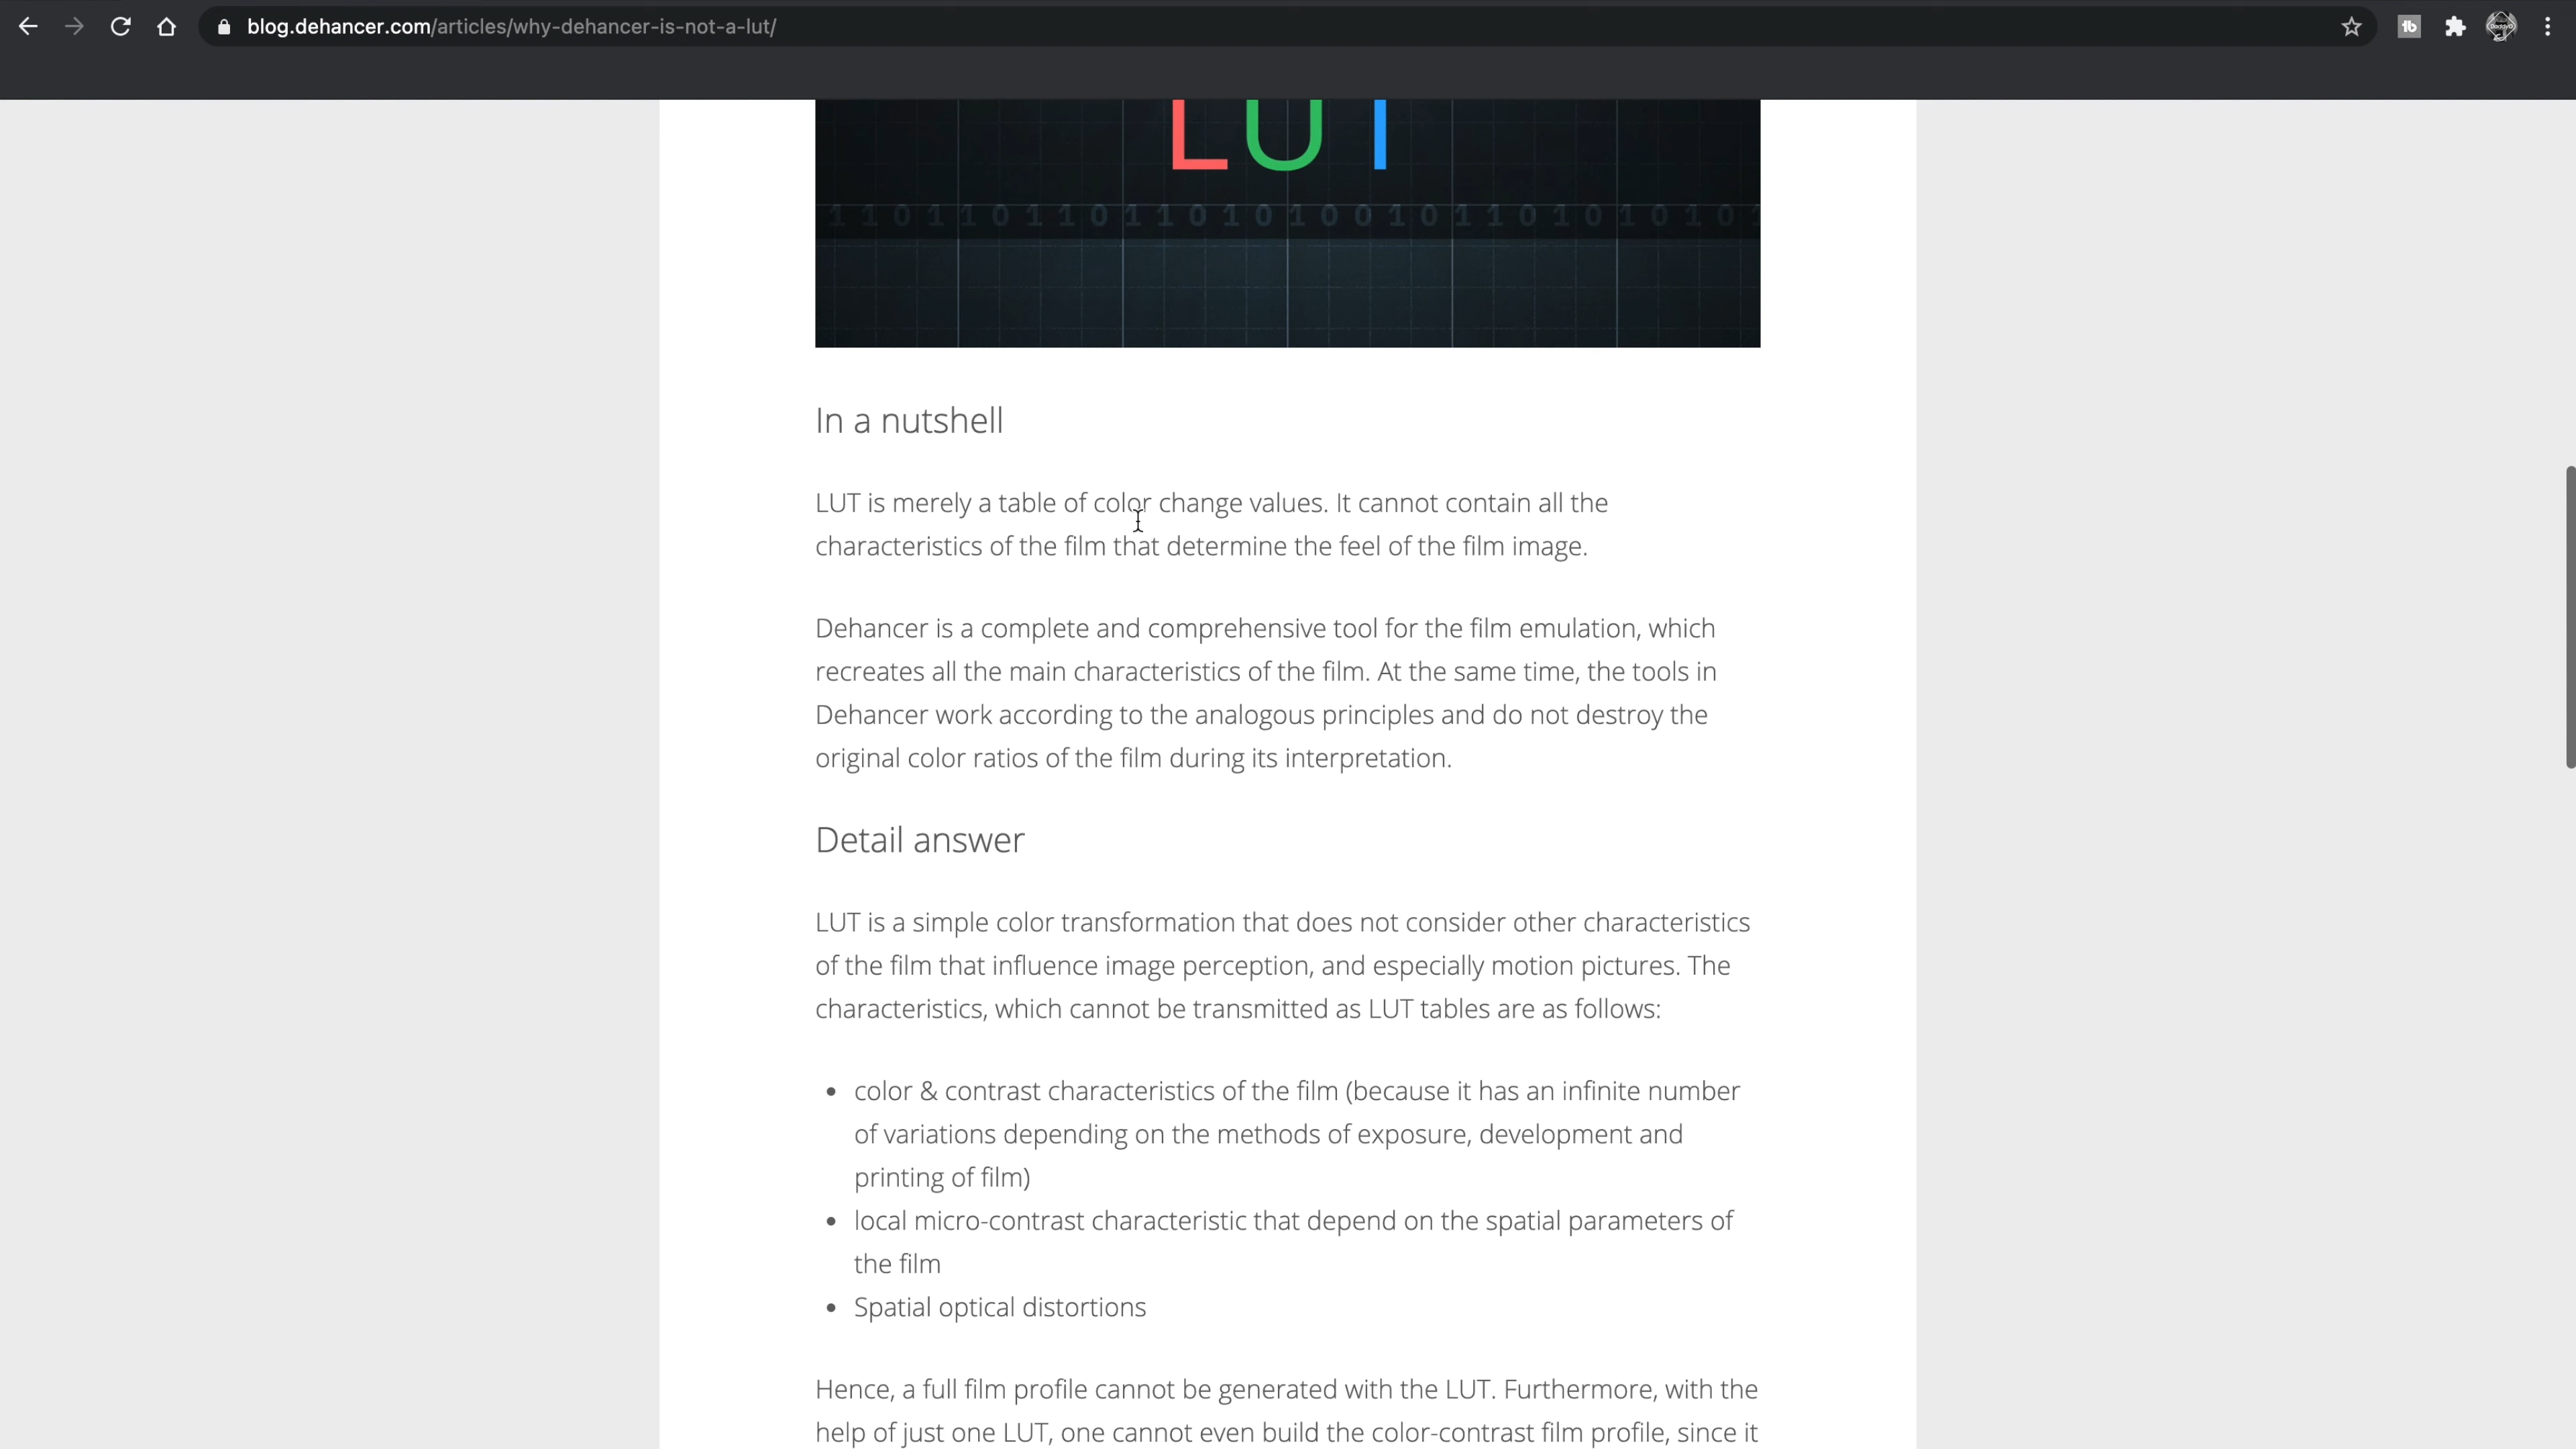 blog.dehancer.com/articles/why-dehancer-is-not-a-lut/
LUT
1 1 0 1 1 0 1 1 0 1 1 0 1 0 1 0 0 1 0 1 1 0 1 0 1 0 1 0 1
In a nutshell
LUT is merely a table of color change values. It cannot contain all the
characteristics of the film that determine the feel of the film image.
Dehancer is a complete and comprehensive tool for the film emulation, which
recreates all the main characteristics of the film. At the same time, the tools in
Dehancer work according to the analogous principles and do not destroy the
original color ratios of the film during its interpretation.
Detail answer
LUT is a simple color transformation that does not consider other characteristics
of the film that influence image perception, and especially motion pictures. The
characteristics, which cannot be transmitted as LUT tables are as follows:
• color & contrast characteristics of the film (because it has an infinite number
of variations depending on the methods of exposure, development and
printing of film)
• local micro-contrast characteristic that depend on the spatial parameters of
the film
• Spatial optical distortions
Hence, a full film profile cannot be generated with the LUT. Furthermore, with the
help of just one LUT, one cannot even build the color-contrast film profile, since it